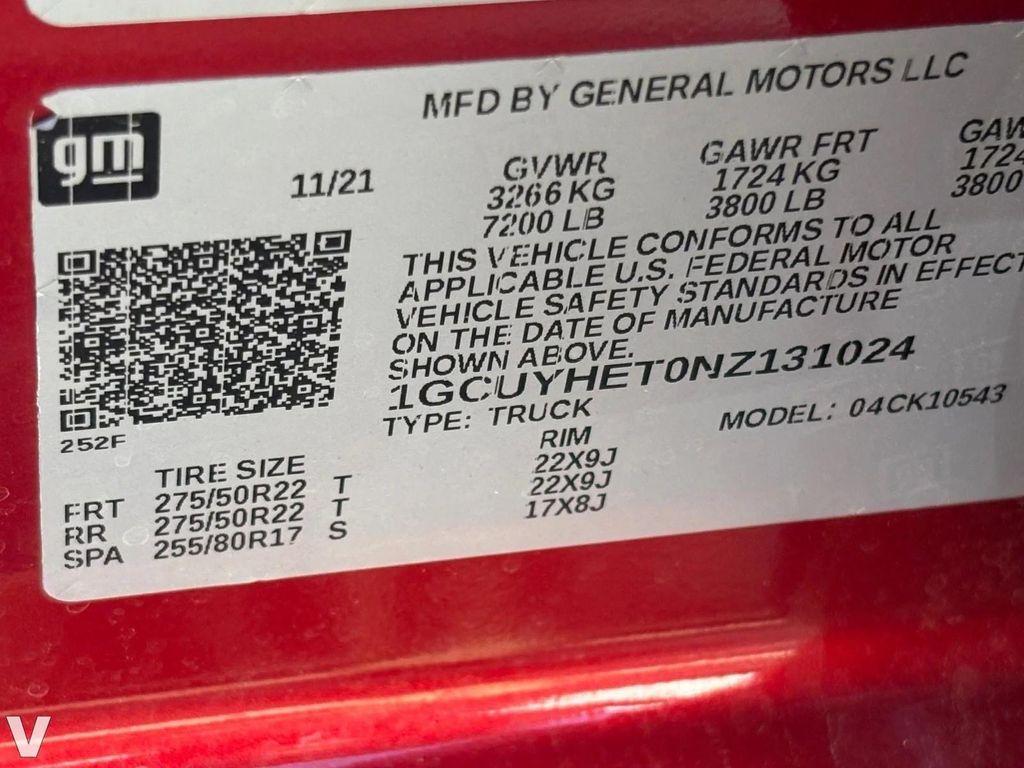 MFD BY GENERAL MOTORS LLC
gm
11/21
GVWR
3266 KG
7200 LB
GAWR FRT
1724 KG
3800 LB
GAW
1724
3800
THIS VEHICLE CONFORMS TO ALL
APPLICABLE U.S. FEDERAL MOTOR
VEHICLE SAFETY STANDARDS IN EFFECT
ON THE DATE OF MANUFACTURE
SHOWN ABOVE.
1GCUYHET0NZ131024
TYPE: TRUCK
MODEL: 04CK10543
252F
TIRE SIZE
RIM
FRT 275/50R22 T 22X9J
RR 275/50R22 T 22X9J
SPA 255/80R17 S 17X8J
V